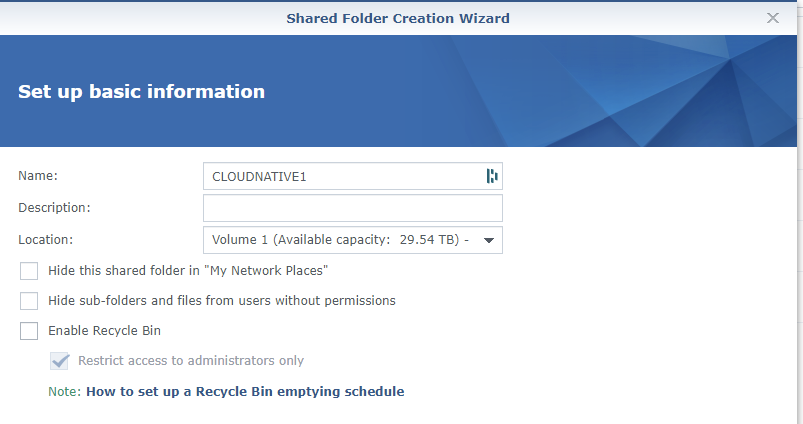 Shared Folder Creation Wizard
Set up basic information
Name: CLOUDNATIVE1
Description:
Location: Volume 1 (Available capacity: 29.54 TB) -
Hide this shared folder in "My Network Places"
Hide sub-folders and files from users without permissions
Enable Recycle Bin
Restrict access to administrators only
Note: How to set up a Recycle Bin emptying schedule